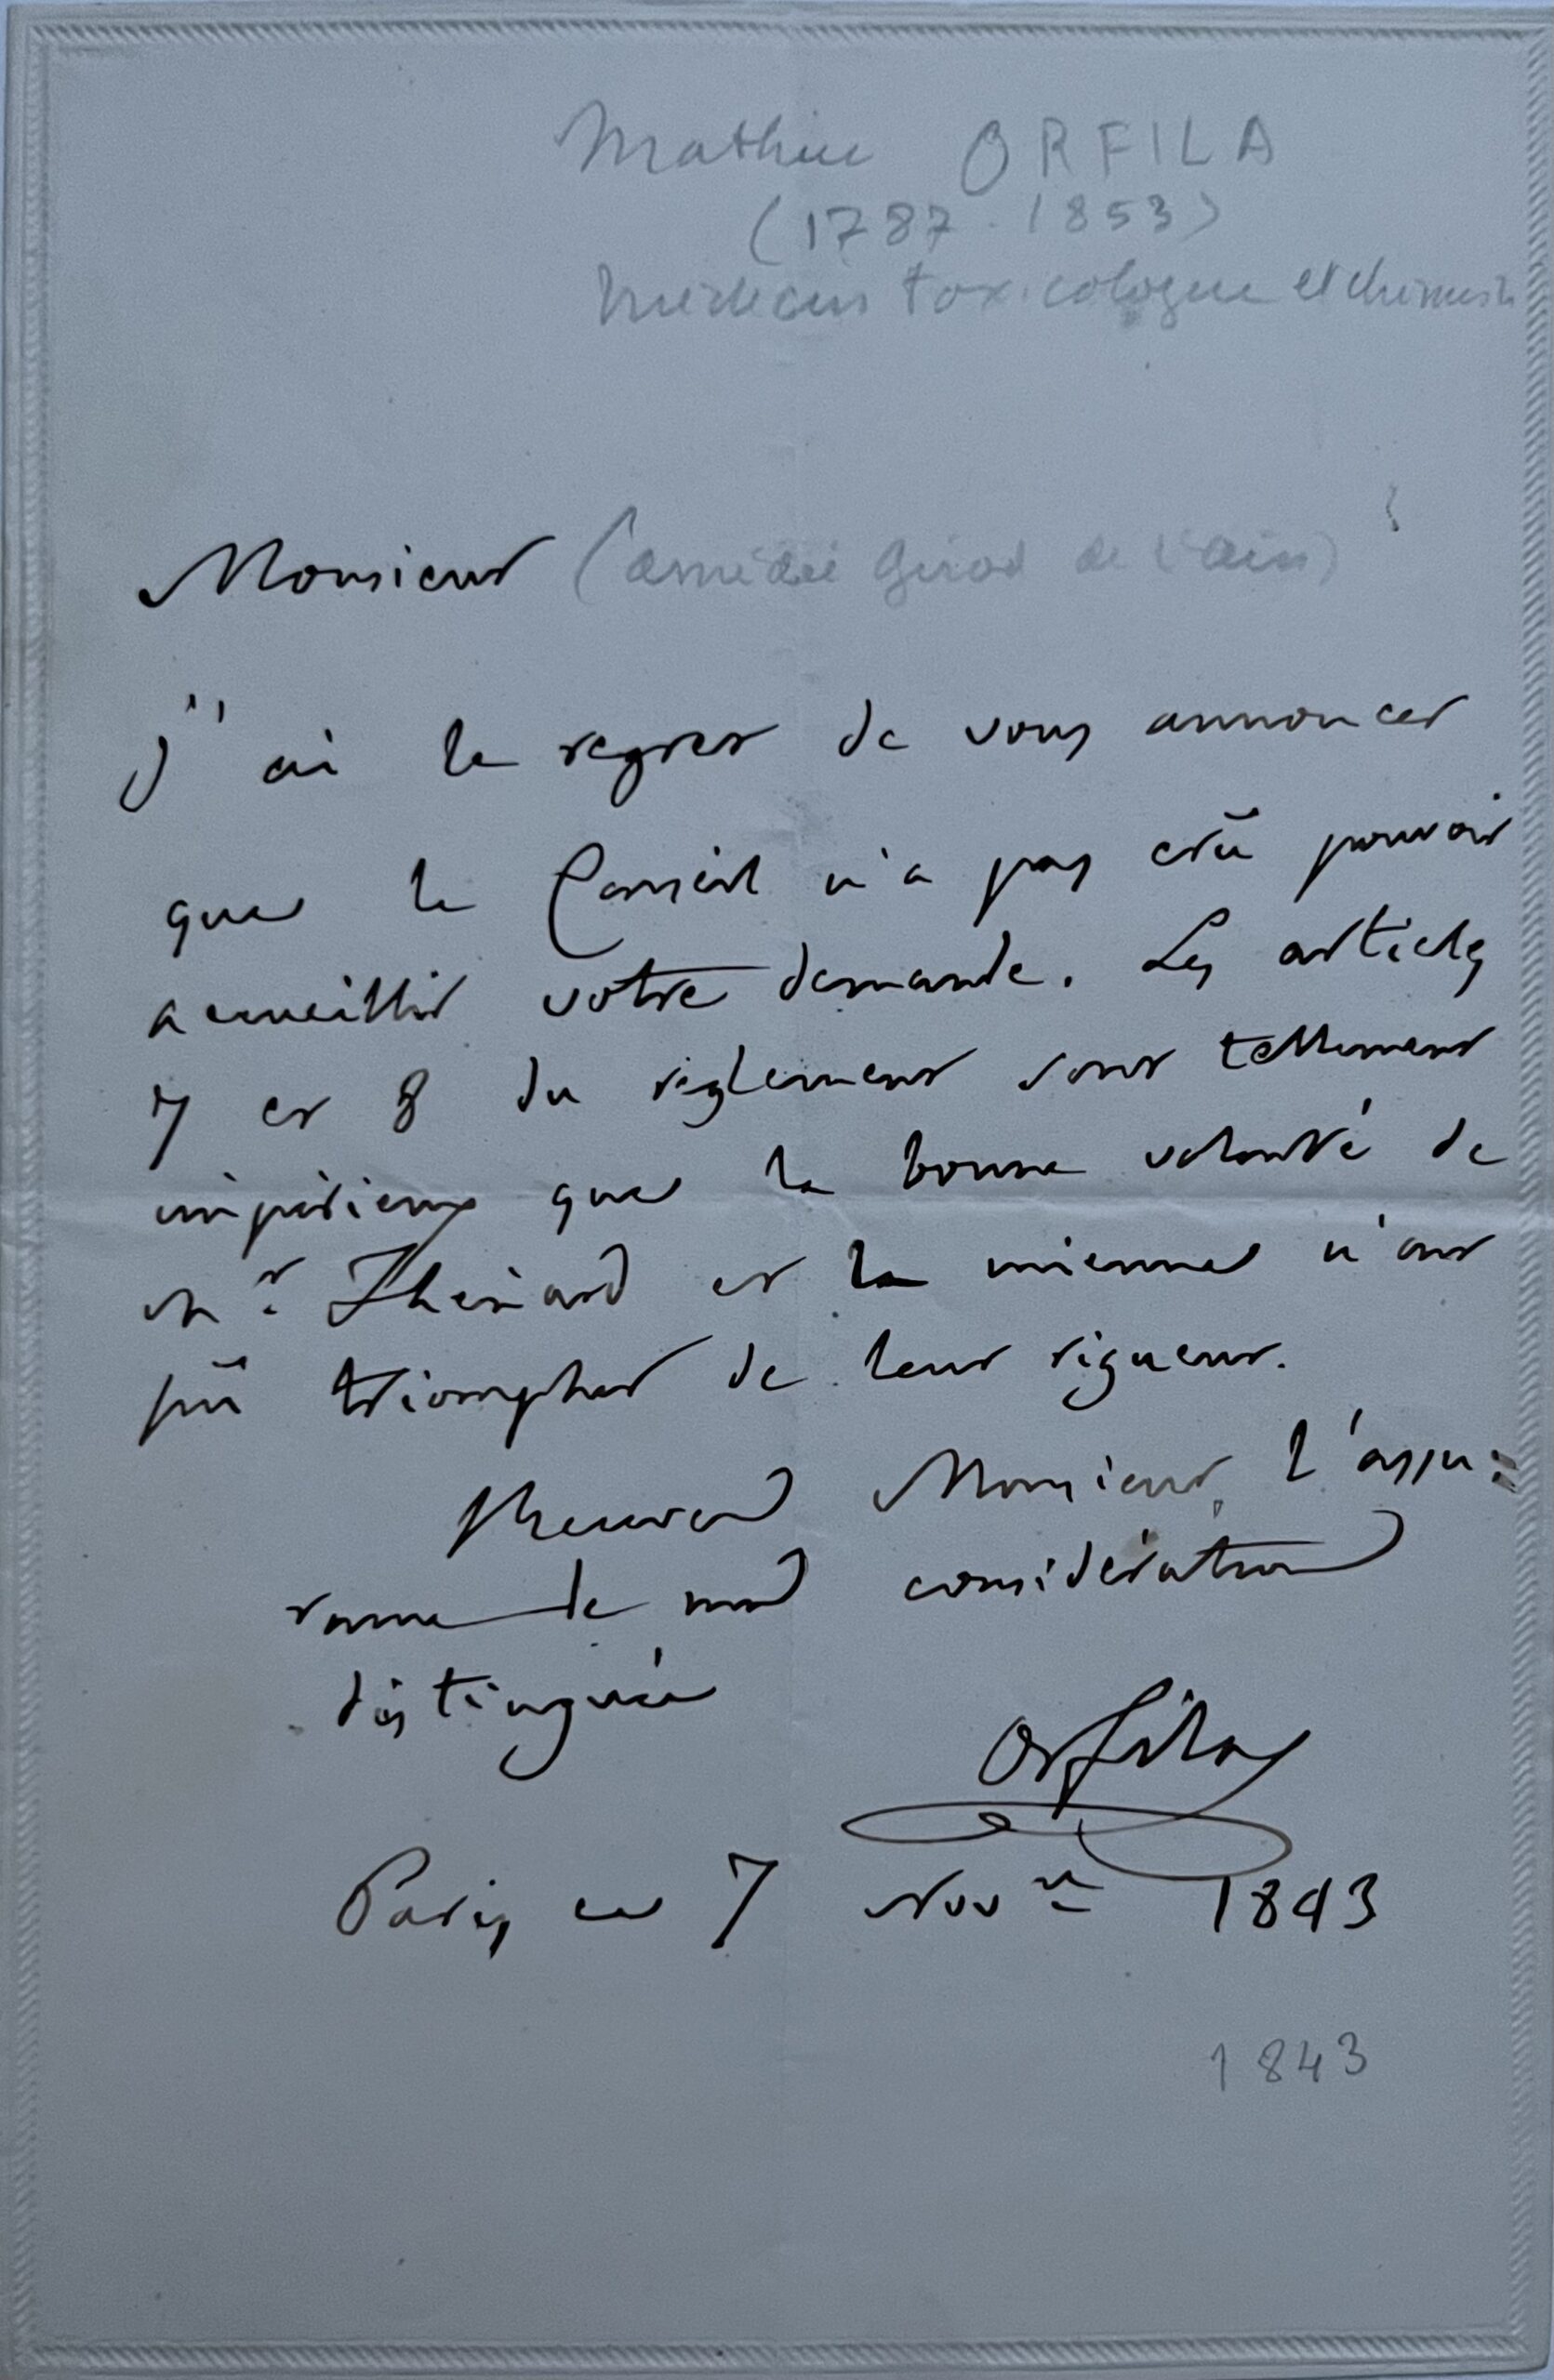 Mathieu ORFILA
(1787-1853)
Médecin toxicologue et chimiste
Monsieur (Amédée Girod de l'Ain)
J'ai le regret de vous annoncer
que le Conseil n'a pas crû pouvoir
accueillir votre demande. Les articles
7 et 8 du règlement sont tellement
impérieux que la bonne volonté de
Mr Thénard et la mienne n'ont
pû triompher de leur rigueur.
Recevez Monsieur, l'assu=
rance de ma considération
distinguée
Orfila
Paris ce 7 Novre 1843
1843